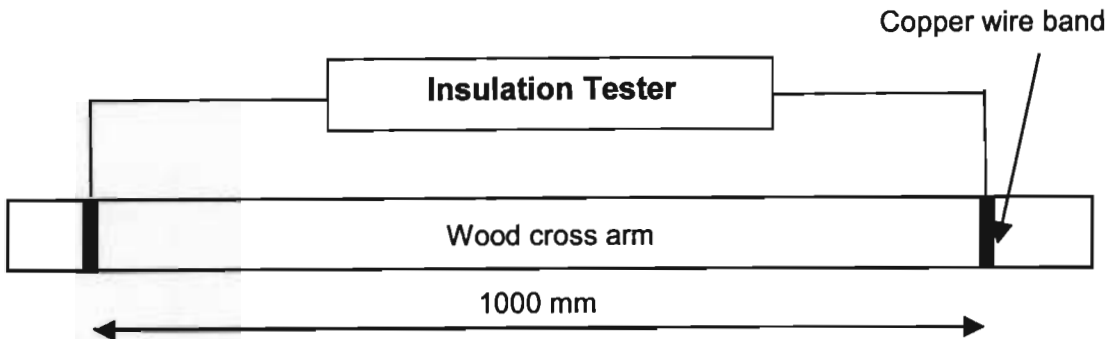 Copper wire band
Insulation Tester
Wood cross arm
1000 mm